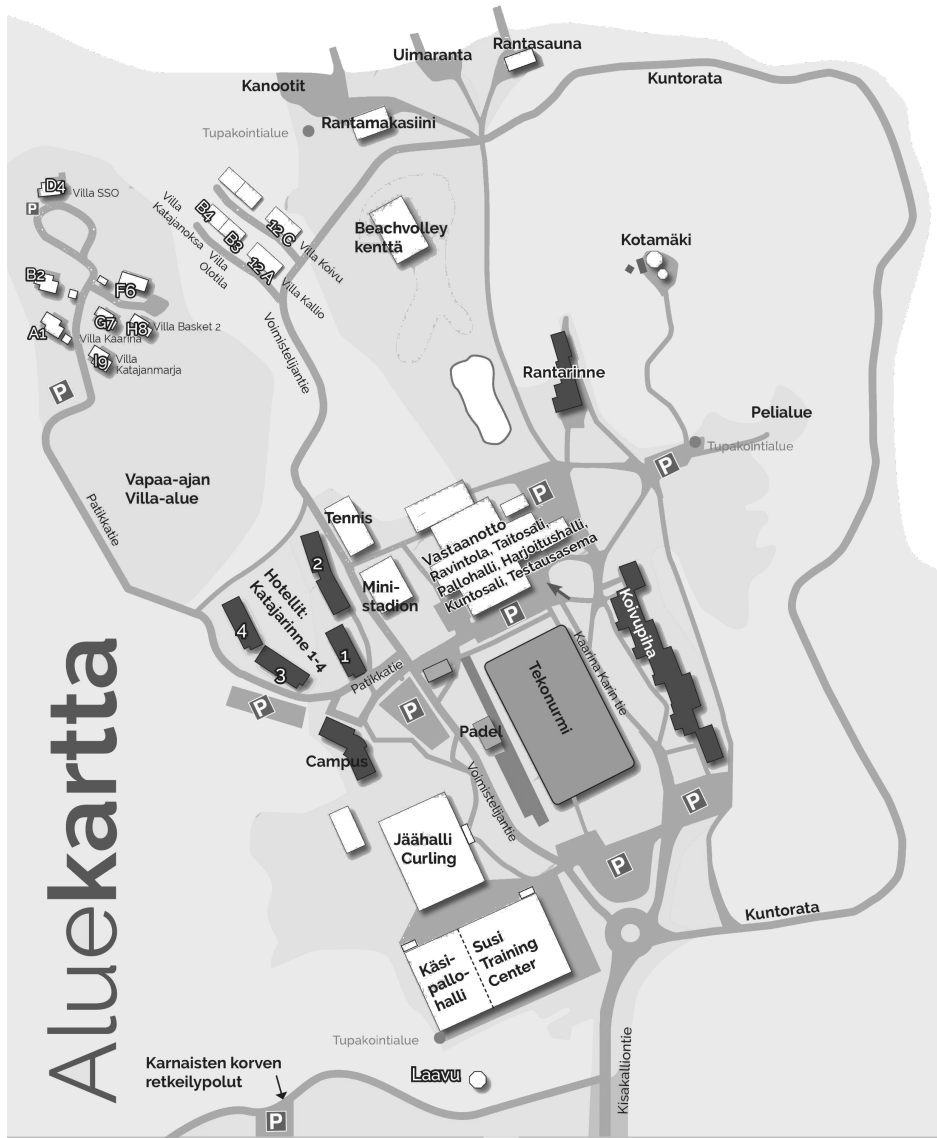 Rantasauna
Uimaranta
Kuntorata
Kanootit
Rantamakasiini
Tupakointialue
D4
Villa SSO
P
Villa
Katajanoksa
B4
B3
12 C
Villa Koivu
Villa
Olotila
12 A
Villa Kallio
Beachvolley
kenttä
Kotamäki
B2
F6
G7
H8
Villa Basket 2
A1
Villa Kaarina
I9
Villa
Katajanmarja
Voimistelijantie
P
Rantarinne
Pelialue
Tupakointialue
P
Vapaa-ajan
Villa-alue
Patikkatie
P
Tennis
Vastaanotto
Ravintola, Taitosali,
Pallohalli, Harjoitushalli,
Kuntosali, Testausasema
Mini-
stadion
P
2
Hotellit:
Katajarinne 1-4
4
3
1
Koivupiha
Kaarina Karin tie
Patikkatie
P
P
Tekonurmi
Padel
Campus
Voimistelijantie
P
Jäähalli
Curling
P
Aluekartta
Kuntorata
Käsi-
pallo-
halli
Susi
Training
Center
Tupakointialue
Karnaisten korven
retkeilypolut
Laavu
Kisakalliontie
P